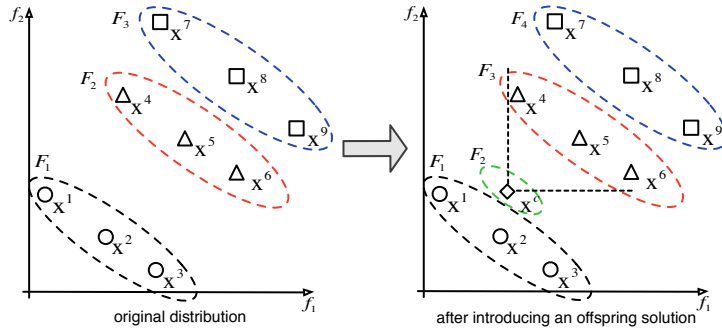 f₂
F₃
x⁷
x⁸
x⁹
F₂
x⁴
x⁵
x⁶
F₁
x¹
x²
x³
f₁
original distribution
f₂
F₄
x⁷
x⁸
x⁹
F₃
x⁴
x⁵
x⁶
F₂
xᶜ
F₁
x¹
x²
x³
f₁
after introducing an offspring solution